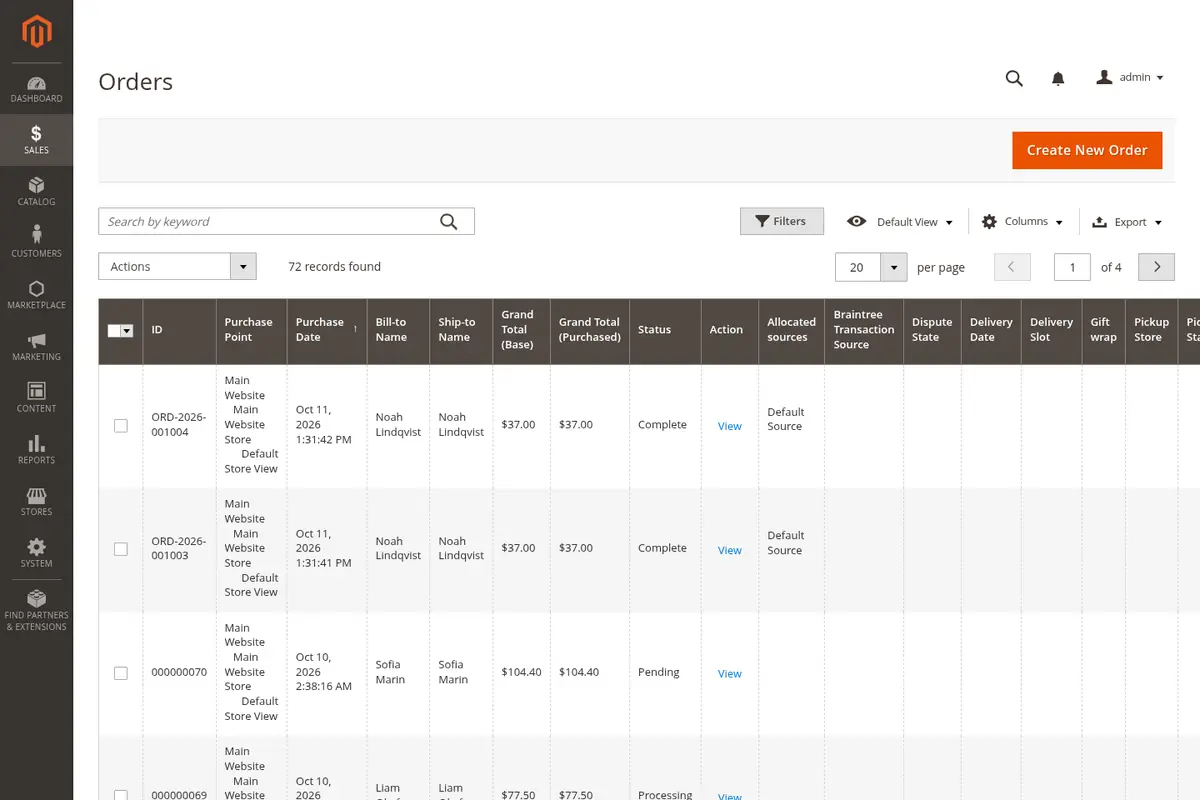 Orders
admin
DASHBOARD
SALES
CATALOG
CUSTOMERS
MARKETPLACE
MARKETING
CONTENT
REPORTS
STORES
SYSTEM
FIND PARTNERS
& EXTENSIONS
Create New Order
Search by keyword
Filters
Default View
Columns
Export
Actions
72 records found
20
per page
1
of 4
ID
Purchase
Point
Purchase
Date
↑
Bill-to
Name
Ship-to
Name
Grand
Total
(Base)
Grand Total
(Purchased)
Status
Action
Allocated
sources
Braintree
Transaction
Source
Dispute
State
Delivery
Date
Delivery
Slot
Gift
wrap
Pickup
Store
ORD-2026-
001004
Main
Website
Main
Website
Store
Default
Store View
Oct 11,
2026
1:31:42 PM
Noah
Lindqvist
Noah
Lindqvist
$37.00
$37.00
Complete
View
Default
Source
ORD-2026-
001003
Main
Website
Main
Website
Store
Default
Store View
Oct 11,
2026
1:31:41 PM
Noah
Lindqvist
Noah
Lindqvist
$37.00
$37.00
Complete
View
Default
Source
000000070
Main
Website
Main
Website
Store
Default
Store View
Oct 10,
2026
2:38:16 AM
Sofia
Marin
Sofia
Marin
$104.40
$104.40
Pending
View
000000069
Main
Website
Main
Website
Oct 10,
2026
Liam
Liam
$77.50
$77.50
Processing
View